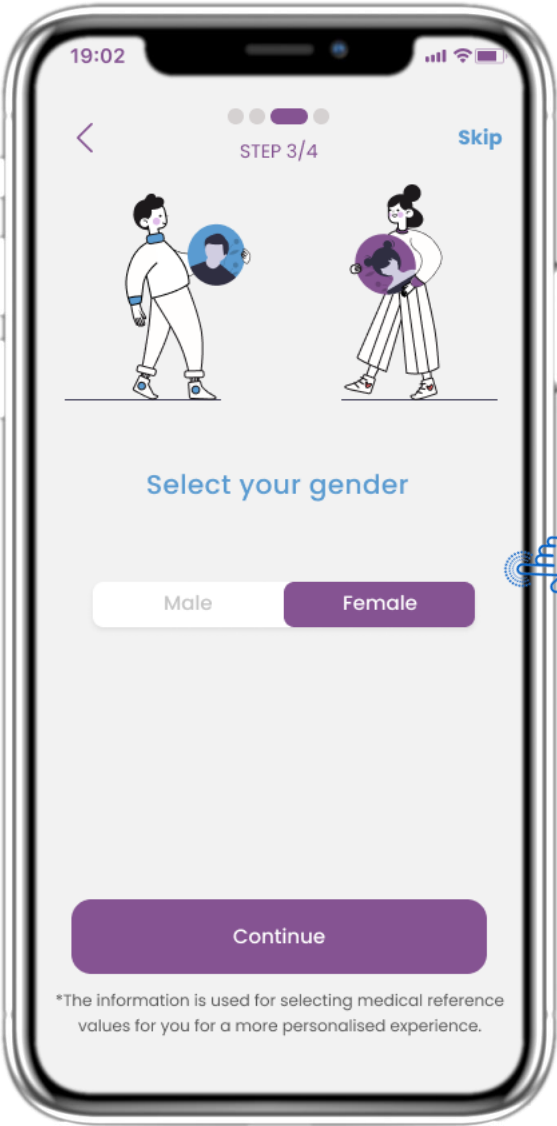 19:02
STEP 3/4
Skip
Select your gender
Male
Female
Continue
*The information is used for selecting medical reference
values for you for a more personalised experience.